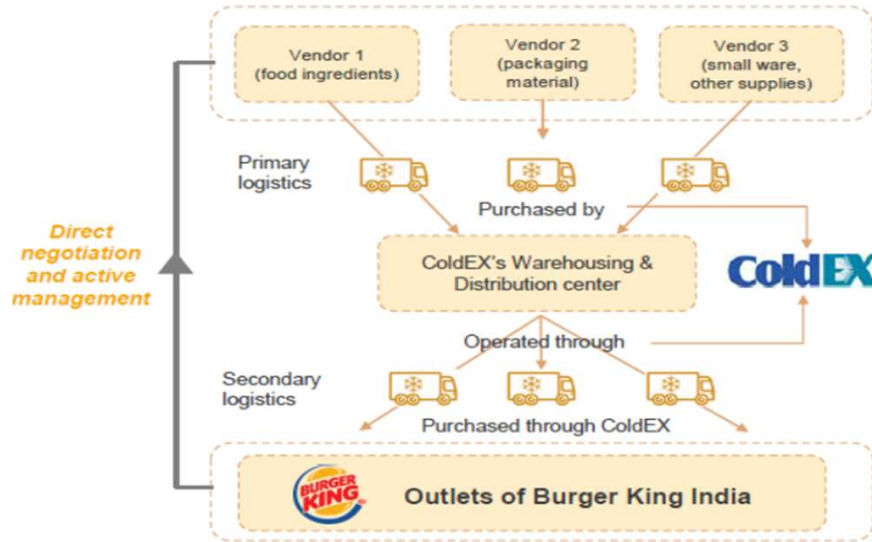 Vendor 1
(food ingredients)
Vendor 2
(packaging
material)
Vendor 3
(small ware,
other supplies)
Primary
logistics
Purchased by
Direct
negotiation
and active
management
ColdEX's Warehousing &
Distribution center
ColdEX
Operated through
Secondary
logistics
Purchased through ColdEX
BURGER
KING
Outlets of Burger King India